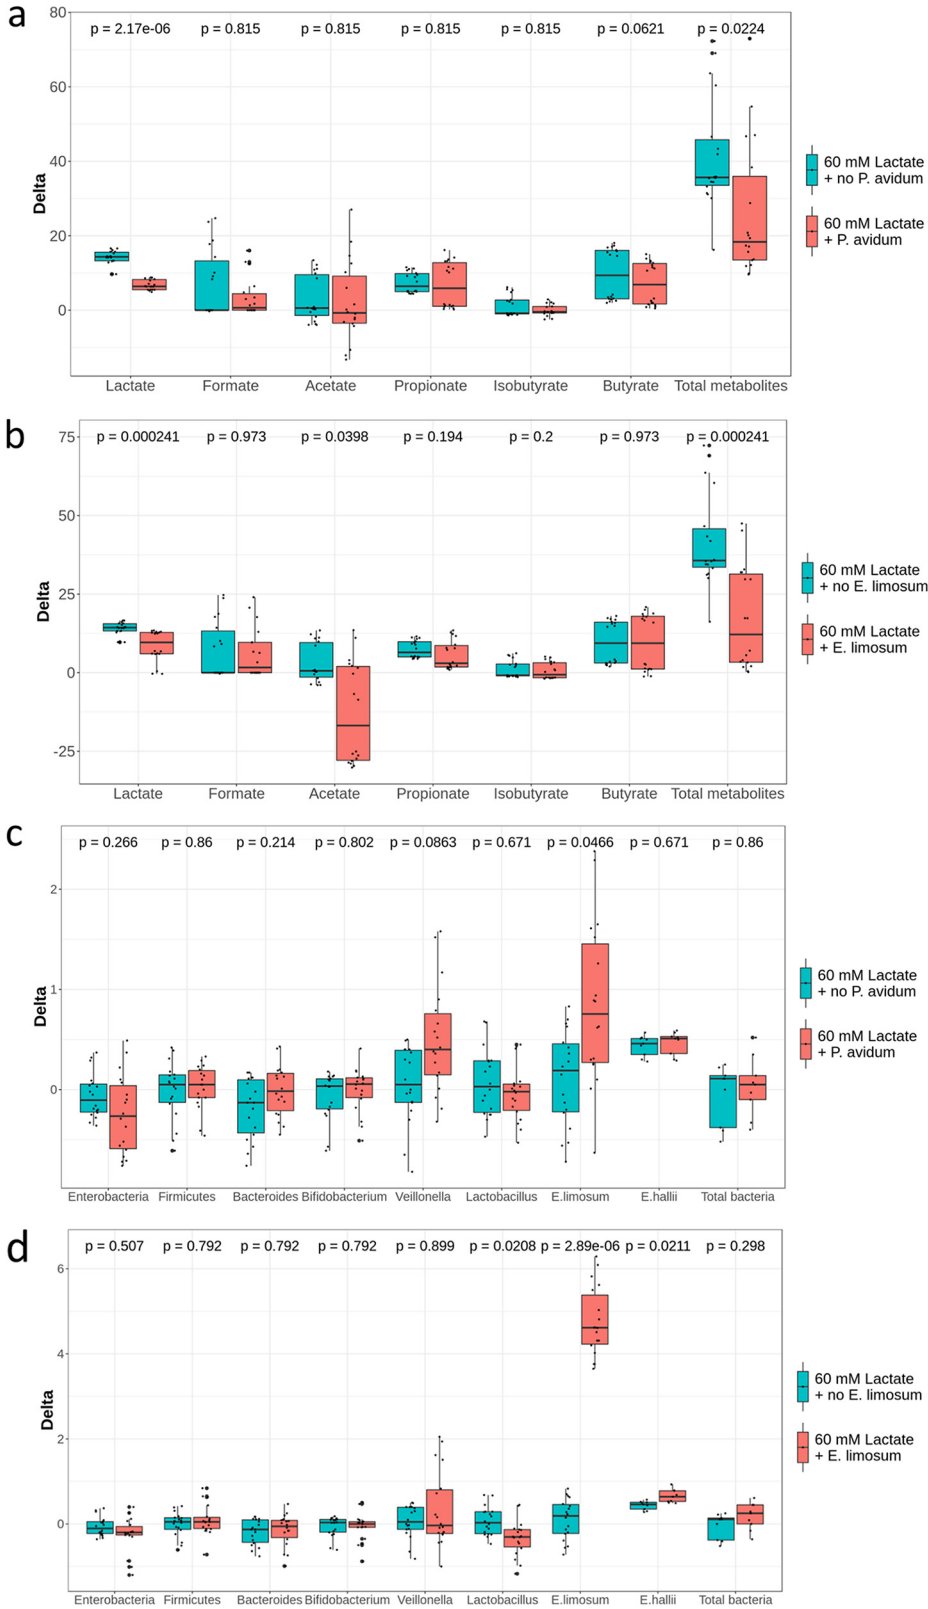 a
80
60
40
20
0
Delta
p = 2.17e-06 p = 0.815 p = 0.815 p = 0.815 p = 0.815 p = 0.0621 p = 0.0224
60 mM Lactate
+ no P. avidum
60 mM Lactate
+ P. avidum
Lactate Formate Acetate Propionate Isobutyrate Butyrate Total metabolites
b
75
50
25
0
-25
Delta
p = 0.000241 p = 0.973 p = 0.0398 p = 0.194 p = 0.2 p = 0.973 p = 0.000241
60 mM Lactate
+ no E. limosum
60 mM Lactate
+ E. limosum
Lactate Formate Acetate Propionate Isobutyrate Butyrate Total metabolites
c
2
1
0
Delta
p = 0.266 p = 0.86 p = 0.214 p = 0.802 p = 0.0863 p = 0.671 p = 0.0466 p = 0.671 p = 0.86
60 mM Lactate
+ no P. avidum
60 mM Lactate
+ P. avidum
Enterobacteria Firmicutes Bacteroides Bifidobacterium Veillonella Lactobacillus E.limosum E.hallii Total bacteria
d
6
4
2
0
Delta
p = 0.507 p = 0.792 p = 0.792 p = 0.792 p = 0.899 p = 0.0208 p = 2.89e-06 p = 0.0211 p = 0.298
60 mM Lactate
+ no E. limosum
60 mM Lactate
+ E. limosum
Enterobacteria Firmicutes Bacteroides Bifidobacterium Veillonella Lactobacillus E.limosum E.hallii Total bacteria